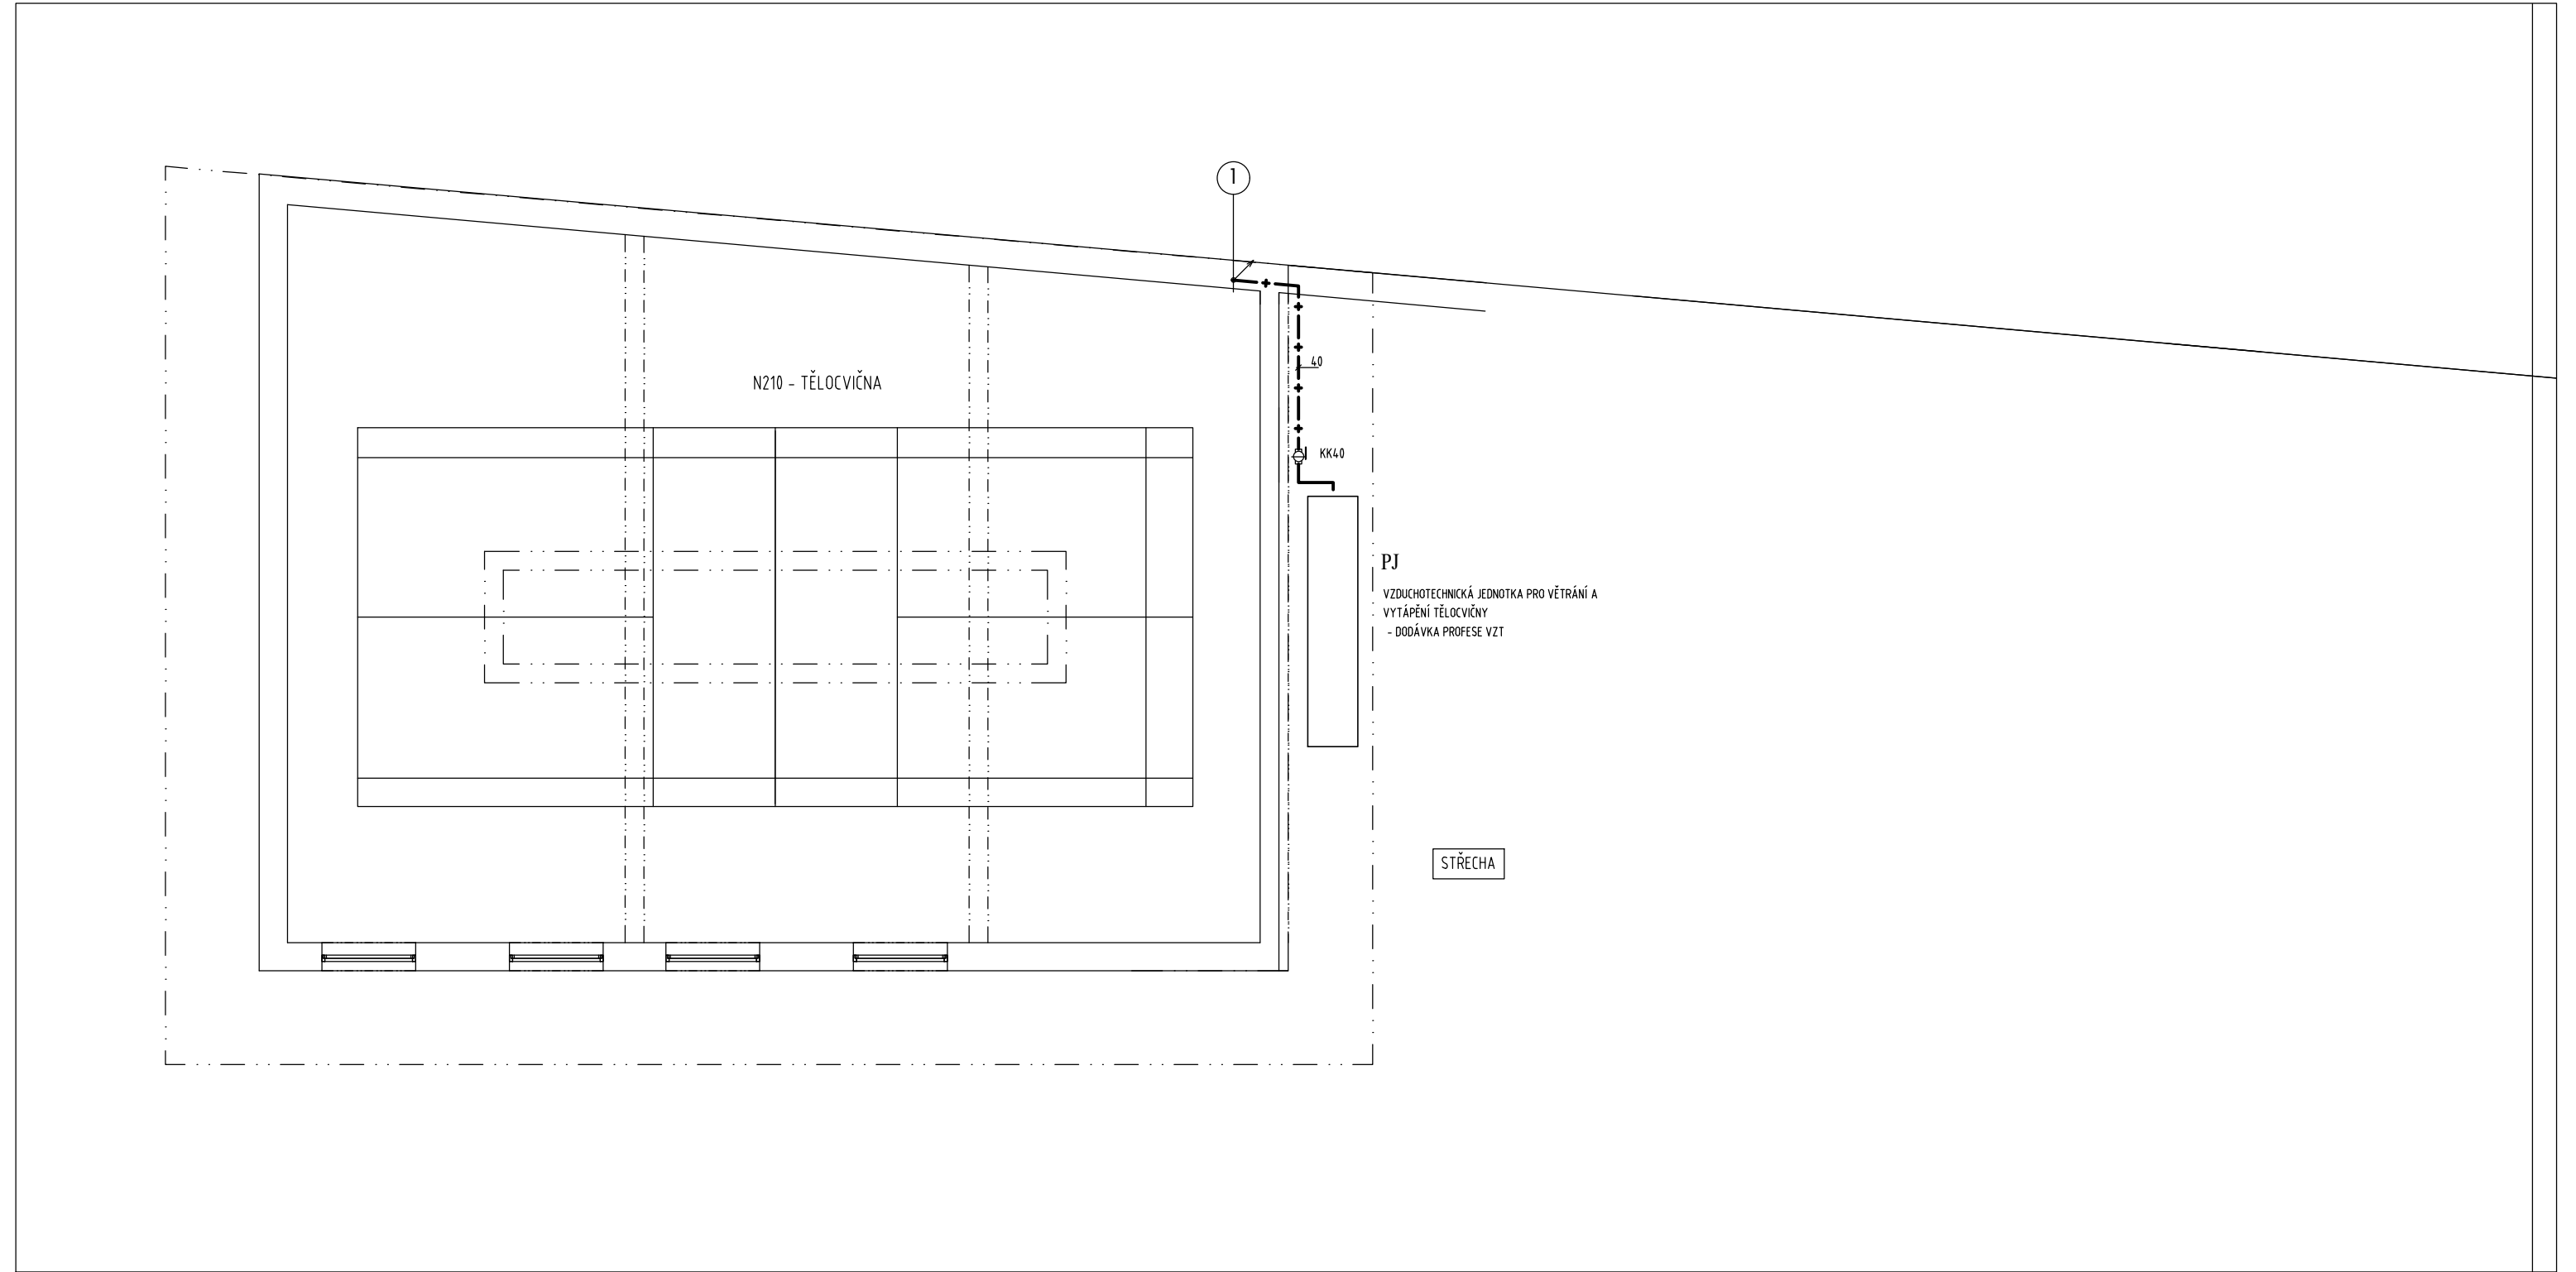 1
40
N210 - TĚLOCVIČNA
KK40
PJ
VZDUCHOTECHNICKÁ JEDNOTKA PRO VĚTRÁNÍ A
VYTÁPĚNÍ TĚLOCVIČNY
- DODÁVKA PROFESE VZT
STŘECHA